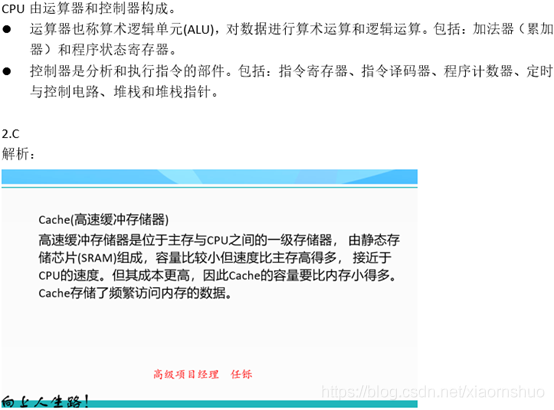 CPU 由运算器和控制器构成。
● 运算器也称算术逻辑单元(ALU)，对数据进行算术运算和逻辑运算。包括：加法器（累加
器）和程序状态寄存器。
● 控制器是分析和执行指令的部件。包括：指令寄存器、指令译码器、程序计数器、定时
与控制电路、堆栈和堆栈指针。
2.C
解析：
Cache(高速缓冲存储器)
高速缓冲存储器是位于主存与CPU之间的一级存储器， 由静态存
储芯片(SRAM)组成，容量比较小但速度比主存高得多， 接近于
CPU的速度。但其成本更高，因此Cache的容量要比内存小得多。
Cache存储了频繁访问内存的数据。
高级项目经理 任铄
https://blog.csdn.net/xiaomshuo
向上人生路！